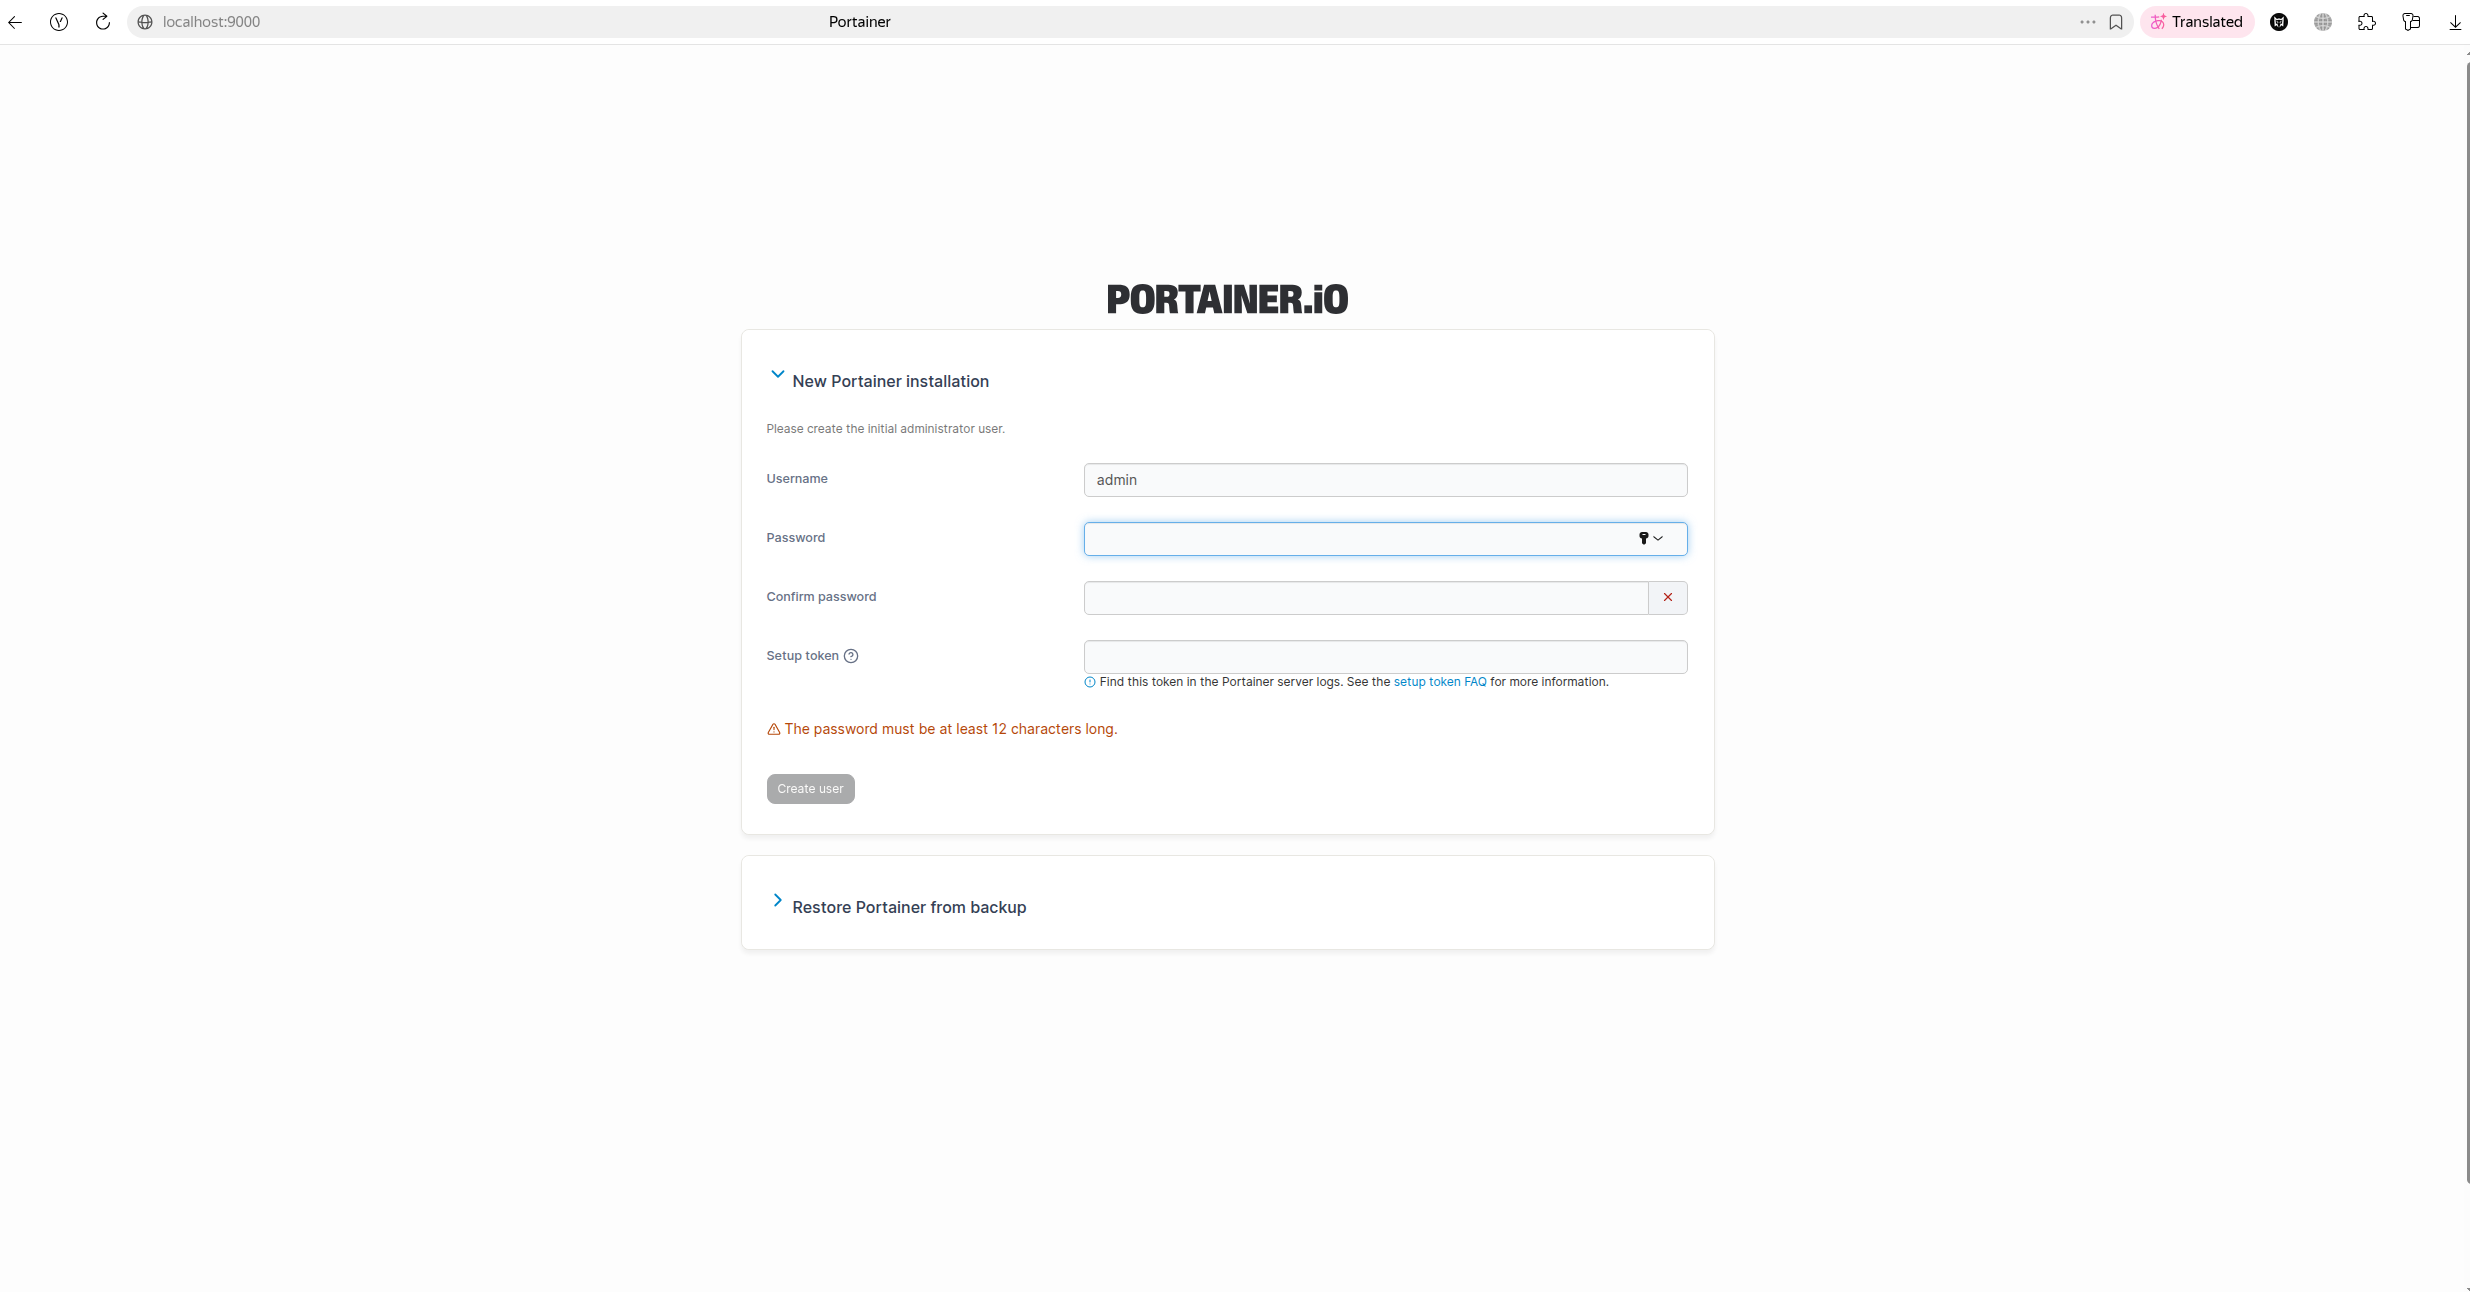 localhost:9000
Portainer
Translated
PORTAINER.iO
New Portainer installation
Please create the initial administrator user.
Username
admin
Password
Confirm password
Setup token
Find this token in the Portainer server logs. See the setup token FAQ for more information.
The password must be at least 12 characters long.
Create user
Restore Portainer from backup